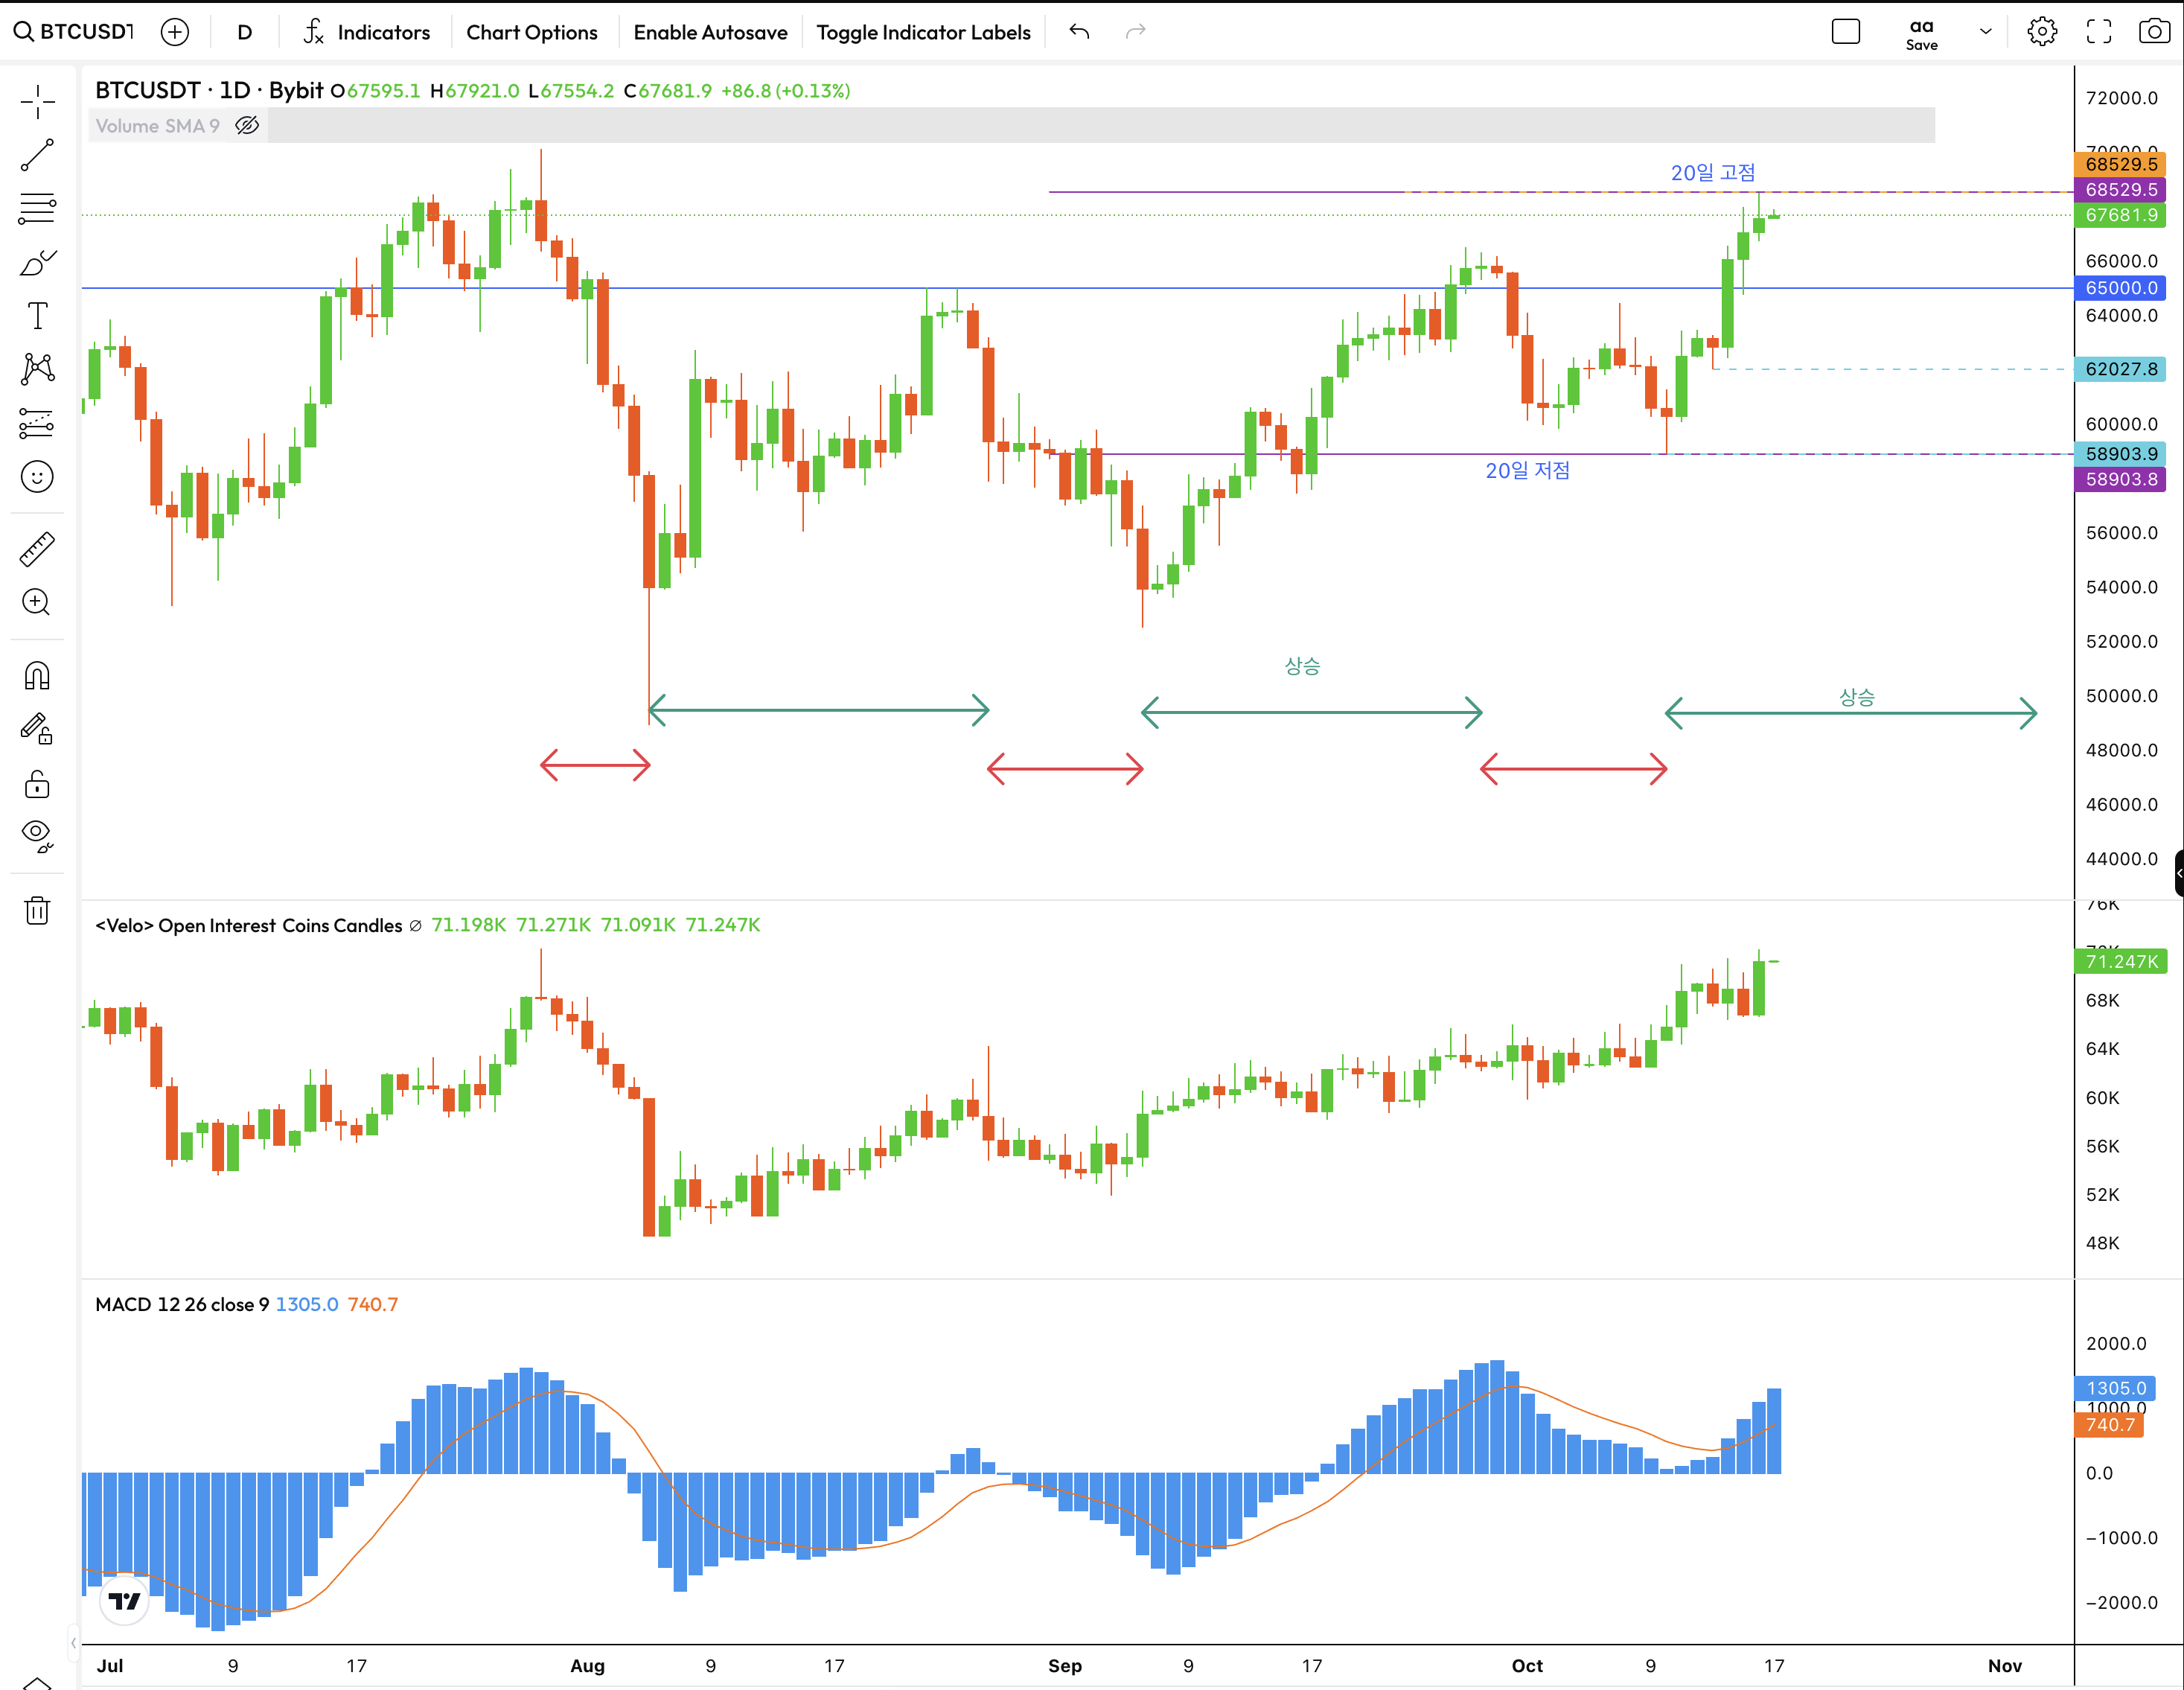 BTCUSDT D Indicators Chart Options Enable Autosave Toggle Indicator Labels aa
Save
BTCUSDT · 1D · Bybit O67595.1 H67921.0 L67554.2 C67681.9 +86.8 (+0.13%)
Volume SMA 9
72000.0
70000.0
68529.5
68529.5
67681.9
66000.0
65000.0
64000.0
62027.8
60000.0
58903.9
58903.8
56000.0
54000.0
52000.0
50000.0
48000.0
46000.0
44000.0
20일 고점
20일 저점
상승
상승
<Velo> Open Interest Coins Candles ∅ 71.198K 71.271K 71.091K 71.247K
76K
71.247K
68K
64K
60K
56K
52K
48K
MACD 12 26 close 9 1305.0 740.7
2000.0
1305.0
1000.0
740.7
0.0
−1000.0
−2000.0
Jul 9 17 Aug 9 17 Sep 9 17 Oct 9 17 Nov